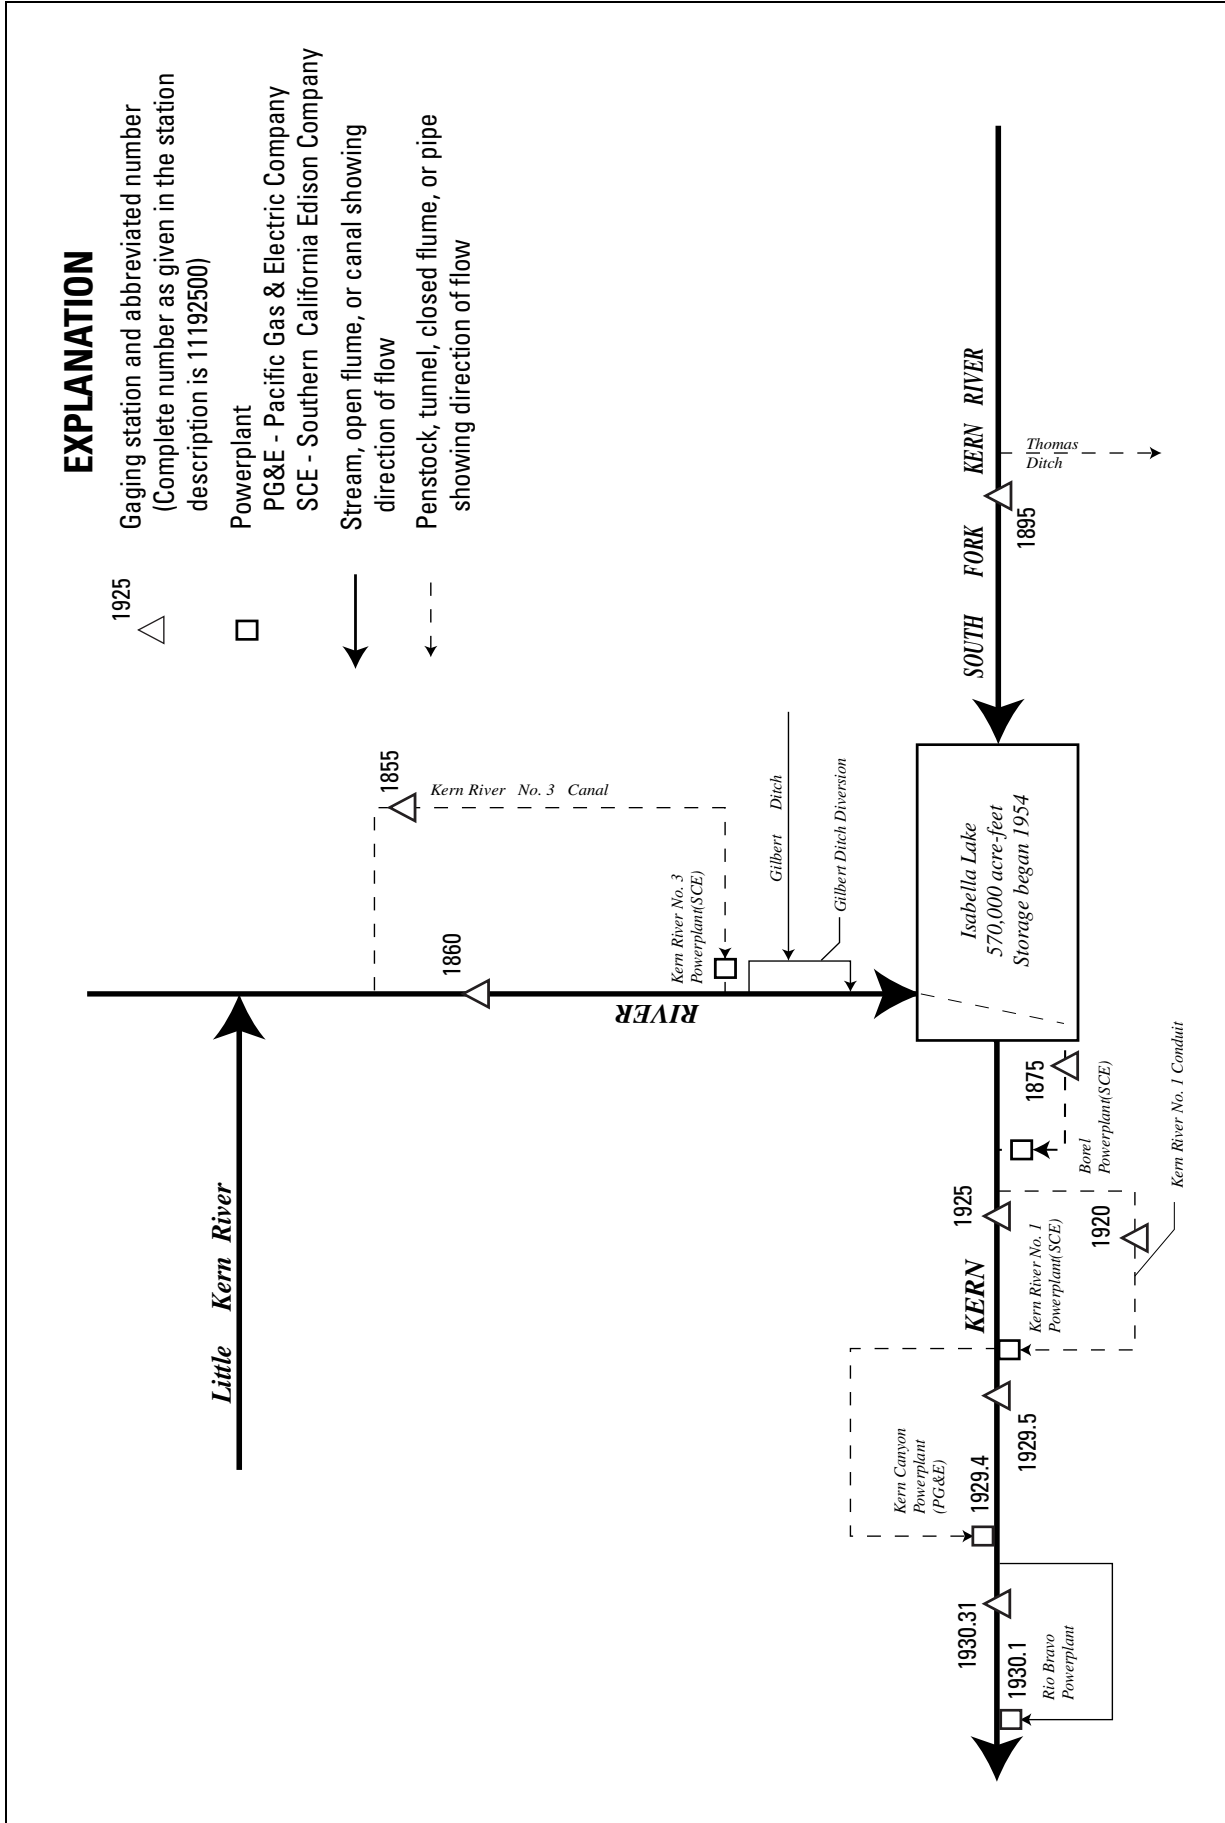 EXPLANATION
1925
Gaging station and abbreviated number
(Complete number as given in the station
description is 11192500)
Powerplant
PG&E - Pacific Gas & Electric Company
SCE - Southern California Edison Company
Stream, open flume, or canal showing
direction of flow
Penstock, tunnel, closed flume, or pipe
showing direction of flow
Little Kern River
1855
Kern River No. 3 Canal
1860
Kern River No. 3
Powerplant(SCE)
RIVER
Gilbert Ditch
Gilbert Ditch Diversion
Isabella Lake
570,000 acre-feet
Storage began 1954
SOUTH FORK KERN RIVER
1895
Thomas
Ditch
1875
Borel
Powerplant(SCE)
1925
KERN
1920
Kern River No. 1 Conduit
Kern River No. 1
Powerplant(SCE)
1929.5
Kern Canyon
Powerplant
(PG&E)
1929.4
1930.31
1930.1
Rio Bravo
Powerplant